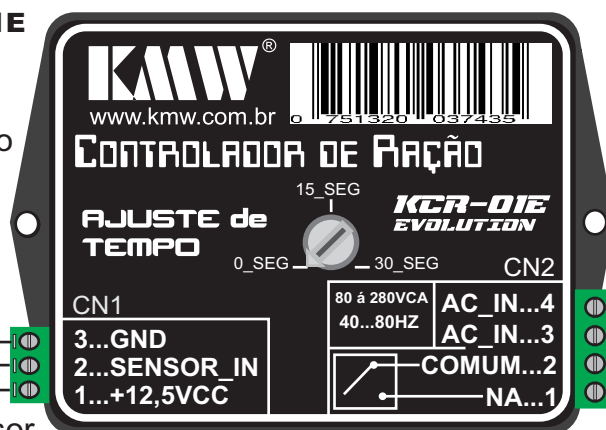 IE
KMW®
www.kmw.com.br
0 751320 037435
CONTROLADOR DE RAÇÃO
o
AJUSTE de
TEMPO
15_SEG
0_SEG
30_SEG
KCR-01E
EVOLUTION
CN2
CN1
3...GND
2...SENSOR_IN
1...+12,5VCC
80 á 280VCA
40...80HZ
AC_IN...4
AC_IN...3
COMUM...2
NA...1